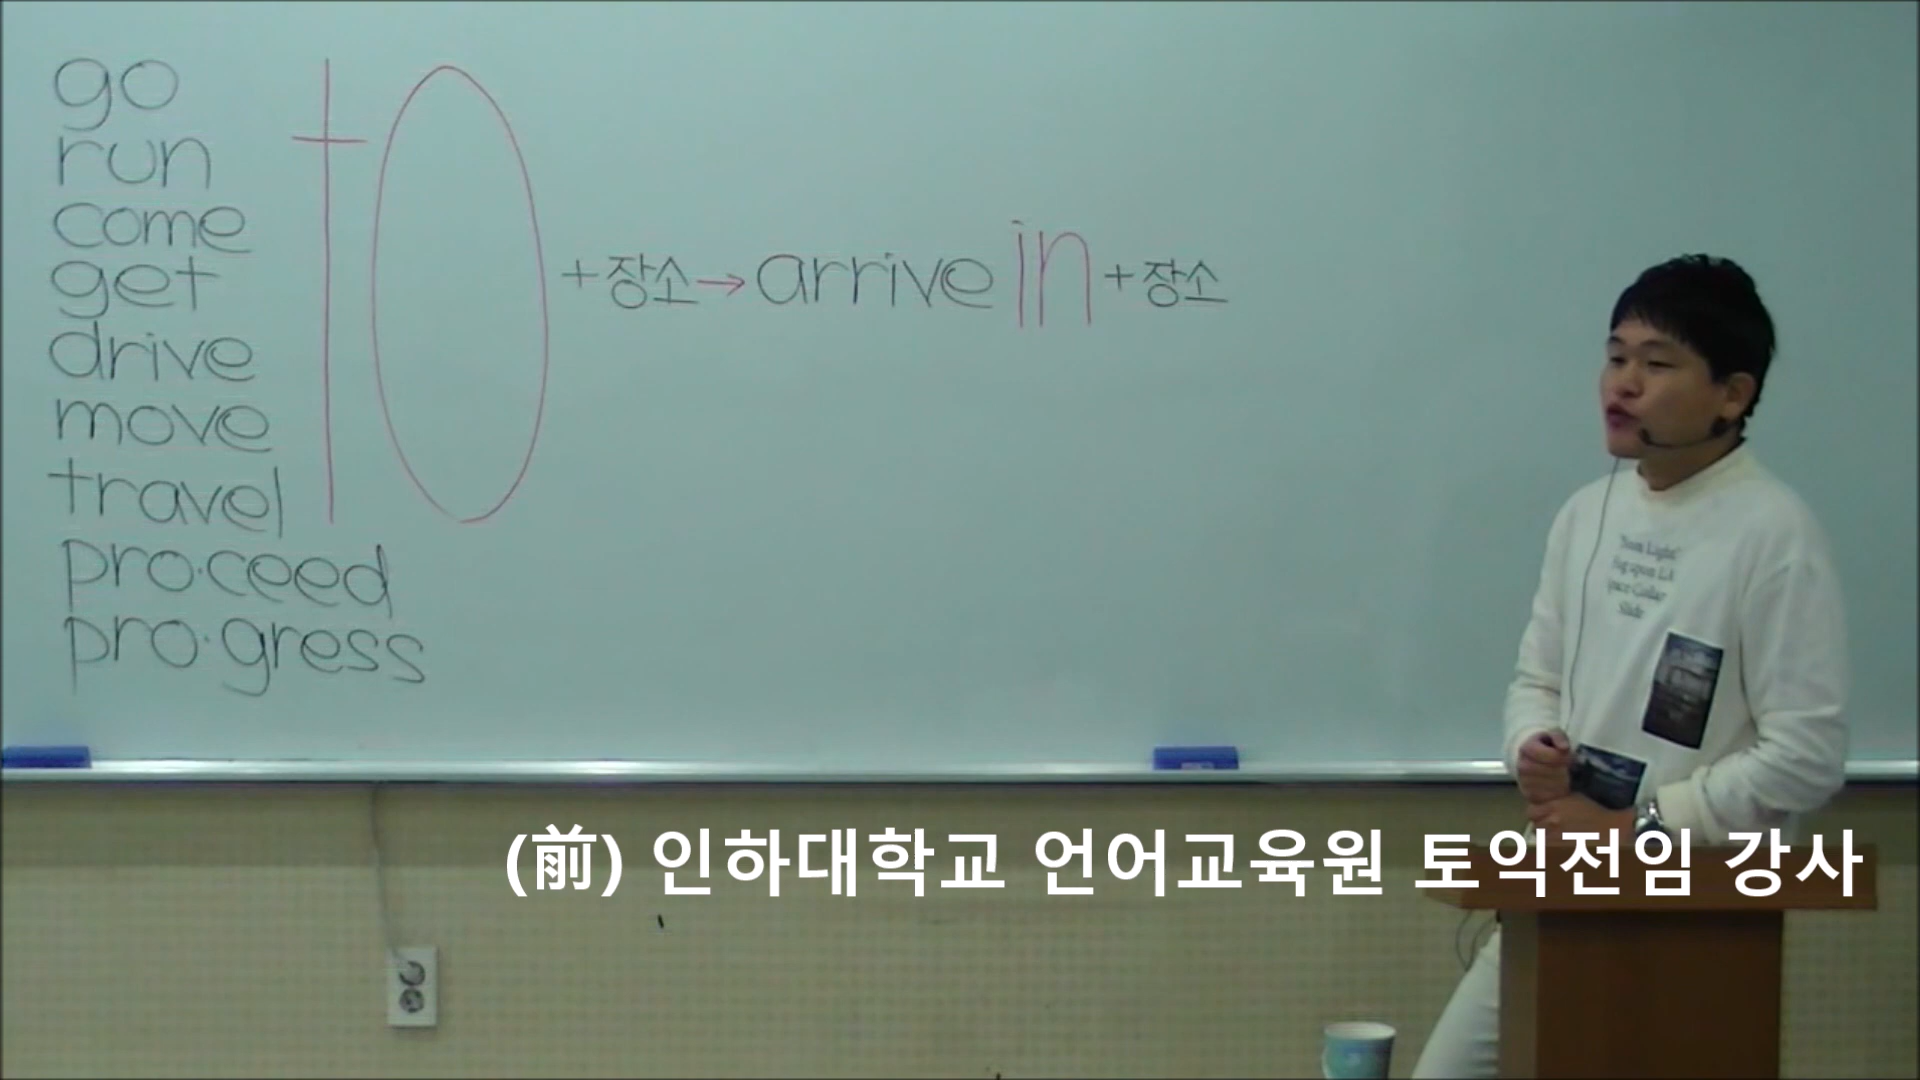 go
run
come
get
drive
move
travel
pro·ceed
pro·gress
to
+ 장소 → arrive in + 장소
(前) 인하대학교 언어교육원 토익전임 강사